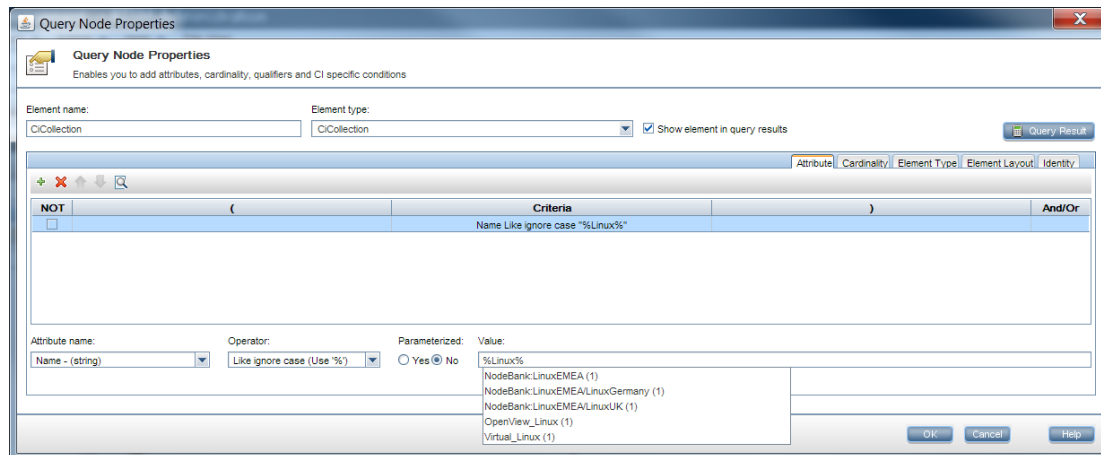 Query Node Properties
X
Query Node Properties
Enables you to add attributes, cardinality, qualifiers and CI specific conditions
Element name:
Element type:
CiCollection
CiCollection
Show element in query results
Query Result
Attribute Cardinality Element Type Element Layout Identity
NOT ( Criteria ) And/Or
Name Like ignore case "%Linux%"
Attribute name: Operator: Parameterized: Value:
Name - (string) Like ignore case (Use '%') Yes No %Linux%
NodeBank:LinuxEMEA (1)
NodeBank:LinuxEMEA/LinuxGermany (1)
NodeBank:LinuxEMEA/LinuxUK (1)
OpenView_Linux (1)
Virtual_Linux (1)
OK Cancel Help